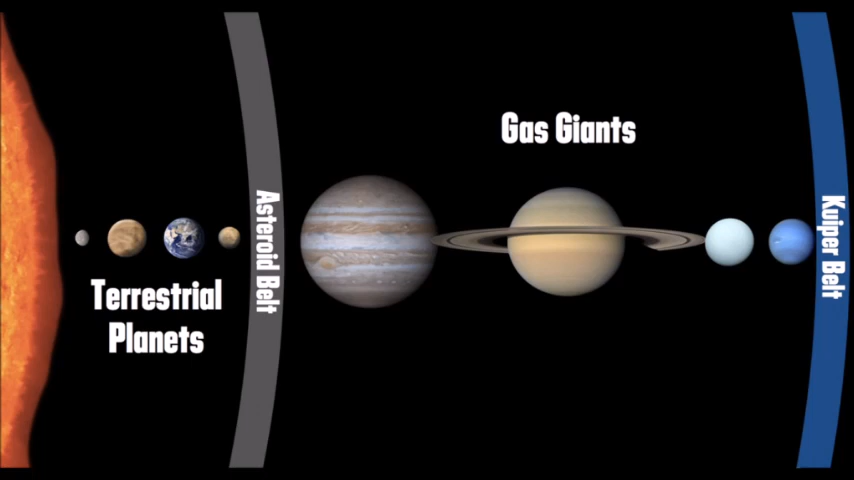 Terrestrial
Planets
Asteroid Belt
Gas Giants
Kuiper Belt